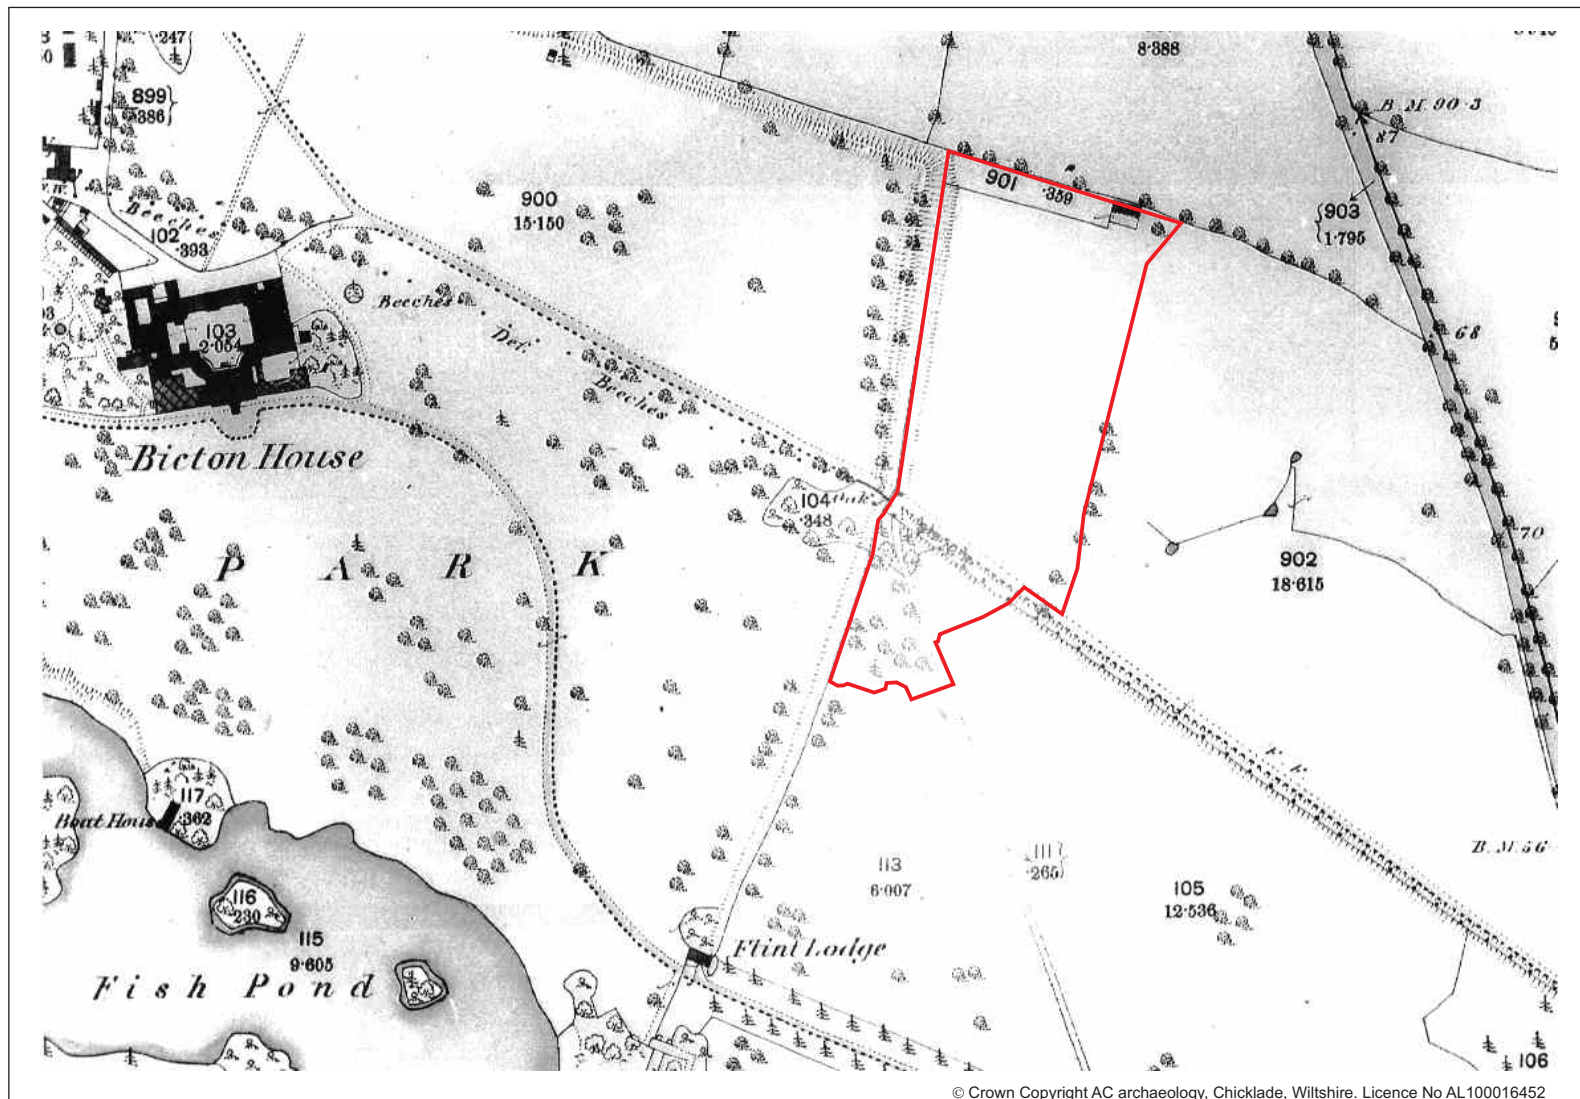 .247
8.388
899
.386
B. M. 90.3
87
900
15.150
901
.359
903
1.795
Beeches
102
.393
Beeches
103
2.054
Def.
68
Beeches
Bicton House
104
Oak
.348
70
PARK
902
18.615
F. P.
117
.362
Boat House
B. M. 56
113
6.007
111
.265
105
12.536
116
.230
115
9.605
Flint Lodge
Fish Pond
106
© Crown Copyright AC archaeology, Chicklade, Wiltshire. Licence No AL100016452